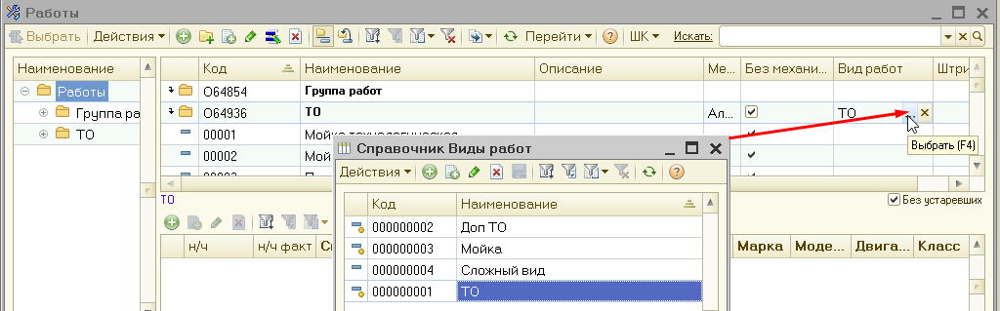 Работы
Выбрать Действия Перейти ШК Искать:
Наименование
Работы
Группа ра
ТО
Код Наименование Описание Ме... Без механи... Вид работ Штри
О64854 Группа работ
О64936 ТО Ал... ТО ...
00001 Мойка технологическая
00002 Мой
Выбрать (F4)
ТО
Без устаревших
н/ч н/ч факт Марка Моде... Двига... Класс
Справочник Виды работ
Действия
Код Наименование
000000002 Доп ТО
000000003 Мойка
000000004 Сложный вид
000000001 ТО